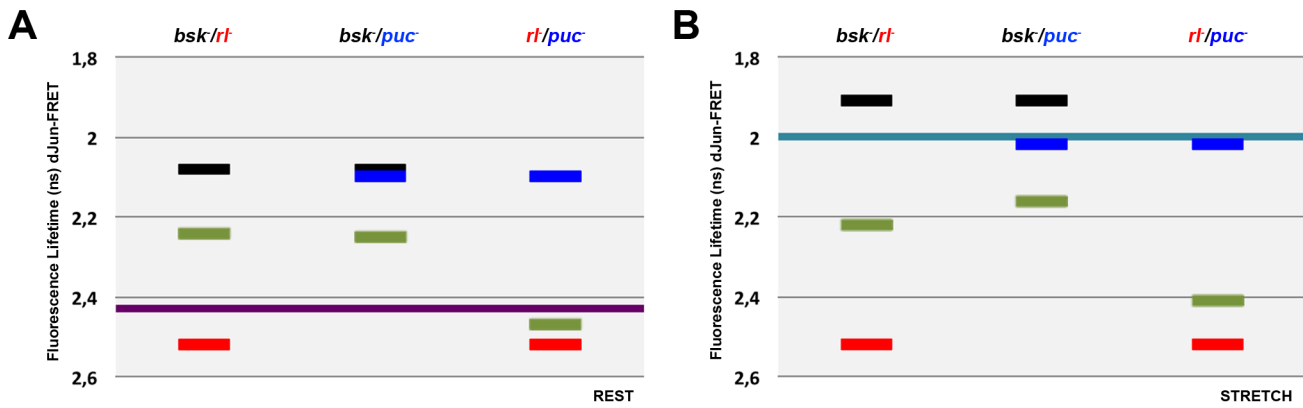 A
bsk-/rl-
bsk-/puc-
rl-/puc-
Fluorescence Lifetime (ns) dJun-FRET
1,8
2
2,2
2,4
2,6
REST
B
bsk-/rl-
bsk-/puc-
rl-/puc-
Fluorescence Lifetime (ns) dJun-FRET
1,8
2
2,2
2,4
2,6
STRETCH